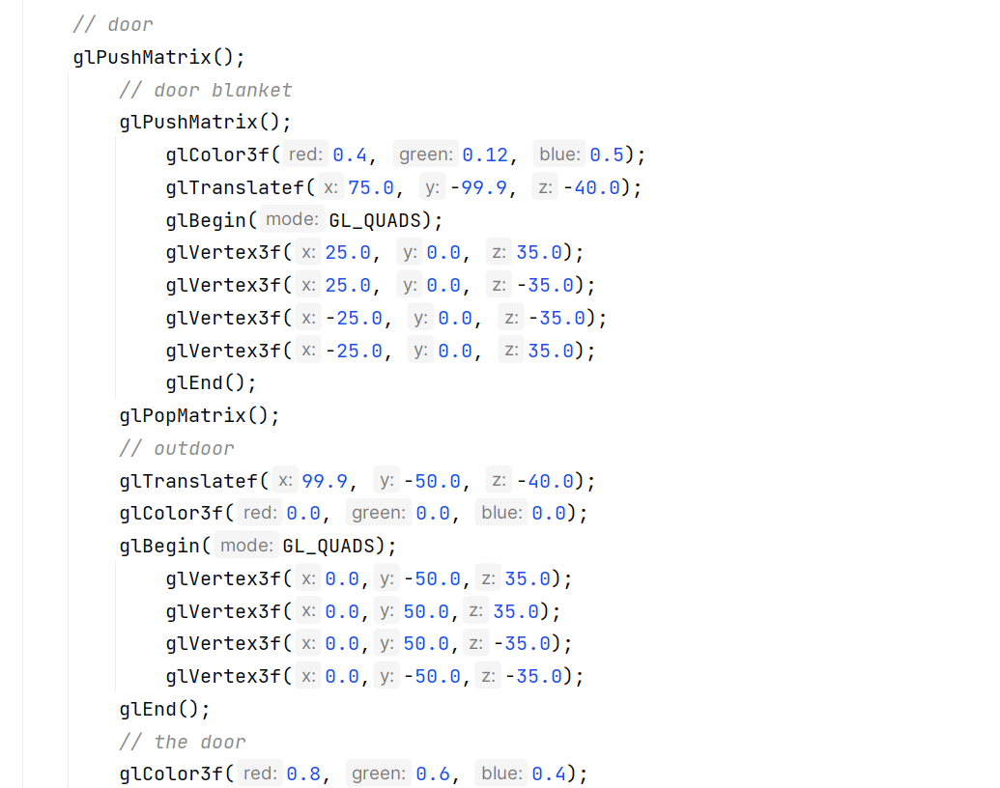 // door
glPushMatrix();
// door blanket
glPushMatrix();
glColor3f( red: 0.4, green: 0.12, blue: 0.5);
glTranslatef( x: 75.0, y: -99.9, z: -40.0);
glBegin( mode: GL_QUADS);
glVertex3f( x: 25.0, y: 0.0, z: 35.0);
glVertex3f( x: 25.0, y: 0.0, z: -35.0);
glVertex3f( x: -25.0, y: 0.0, z: -35.0);
glVertex3f( x: -25.0, y: 0.0, z: 35.0);
glEnd();
glPopMatrix();
// outdoor
glTranslatef( x: 99.9, y: -50.0, z: -40.0);
glColor3f( red: 0.0, green: 0.0, blue: 0.0);
glBegin( mode: GL_QUADS);
glVertex3f( x: 0.0, y: -50.0, z: 35.0);
glVertex3f( x: 0.0, y: 50.0, z: 35.0);
glVertex3f( x: 0.0, y: 50.0, z: -35.0);
glVertex3f( x: 0.0, y: -50.0, z: -35.0);
glEnd();
// the door
glColor3f( red: 0.8, green: 0.6, blue: 0.4);